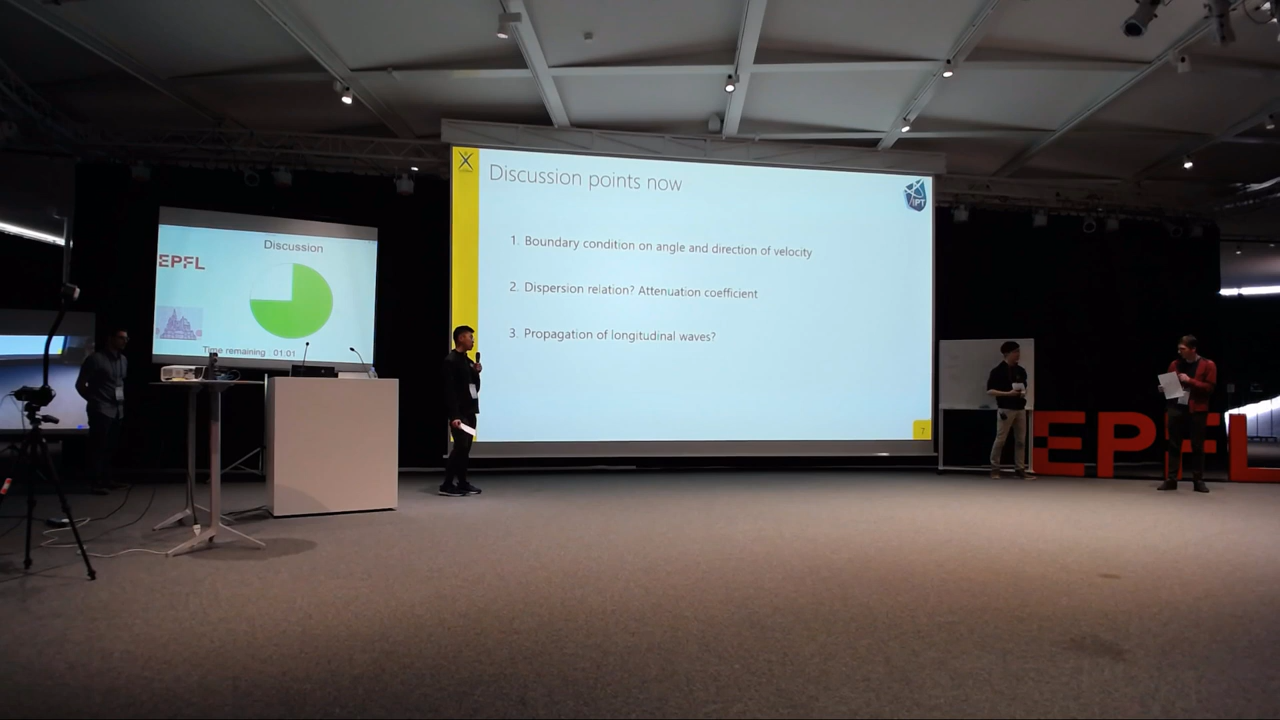 Discussion
EPFL
Time remaining : 01:01
Discussion points now
IPT
1. Boundary condition on angle and direction of velocity
2. Dispersion relation? Attenuation coefficient
3. Propagation of longitudinal waves?
7
EPFL